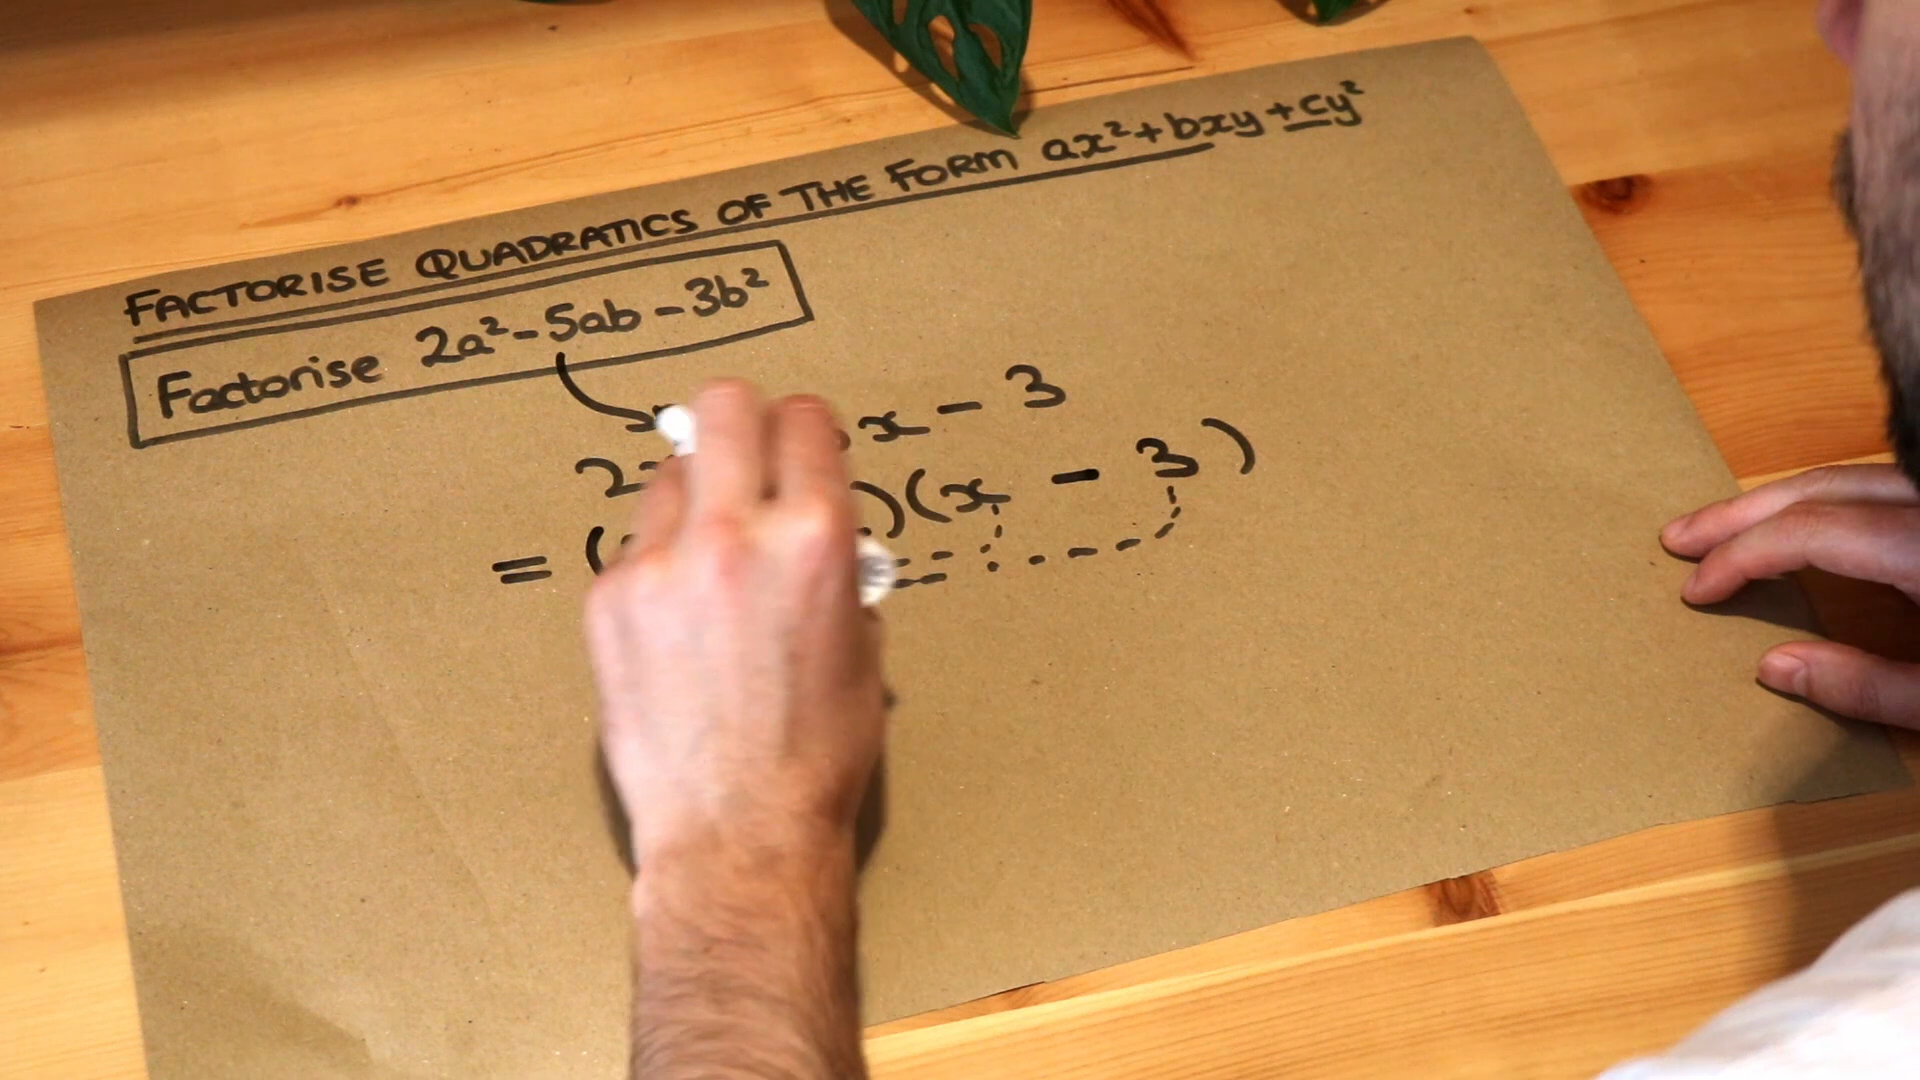 FACTORISE QUADRATICS OF THE FORM ax²+bxy+cy²
Factorise 2a²-5ab-3b²
x - 3
= ( )(x - 3)